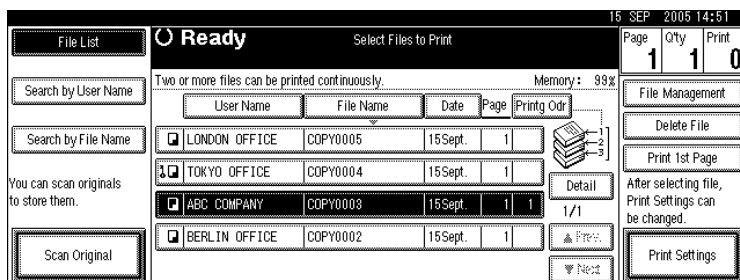 15 SEP 2005 14:51
File List
Ready
Select Files to Print
Page Q'ty Print
1 1 0
Two or more files can be printed continuously.
Memory: 99%
Search by User Name
User Name File Name Date Page Printg Odr
File Management
Delete File
Search by File Name
LONDON OFFICE COPY0005 15Sept. 1
1
2
3
TOKYO OFFICE COPY0004 15Sept. 1
Print 1st Page
You can scan originals
to store them.
Detail
After selecting file,
Print Settings can
be changed.
ABC COMPANY COPY0003 15Sept. 1 1
1/1
BERLIN OFFICE COPY0002 15Sept. 1
Prev.
Scan Original
Print Settings
Next